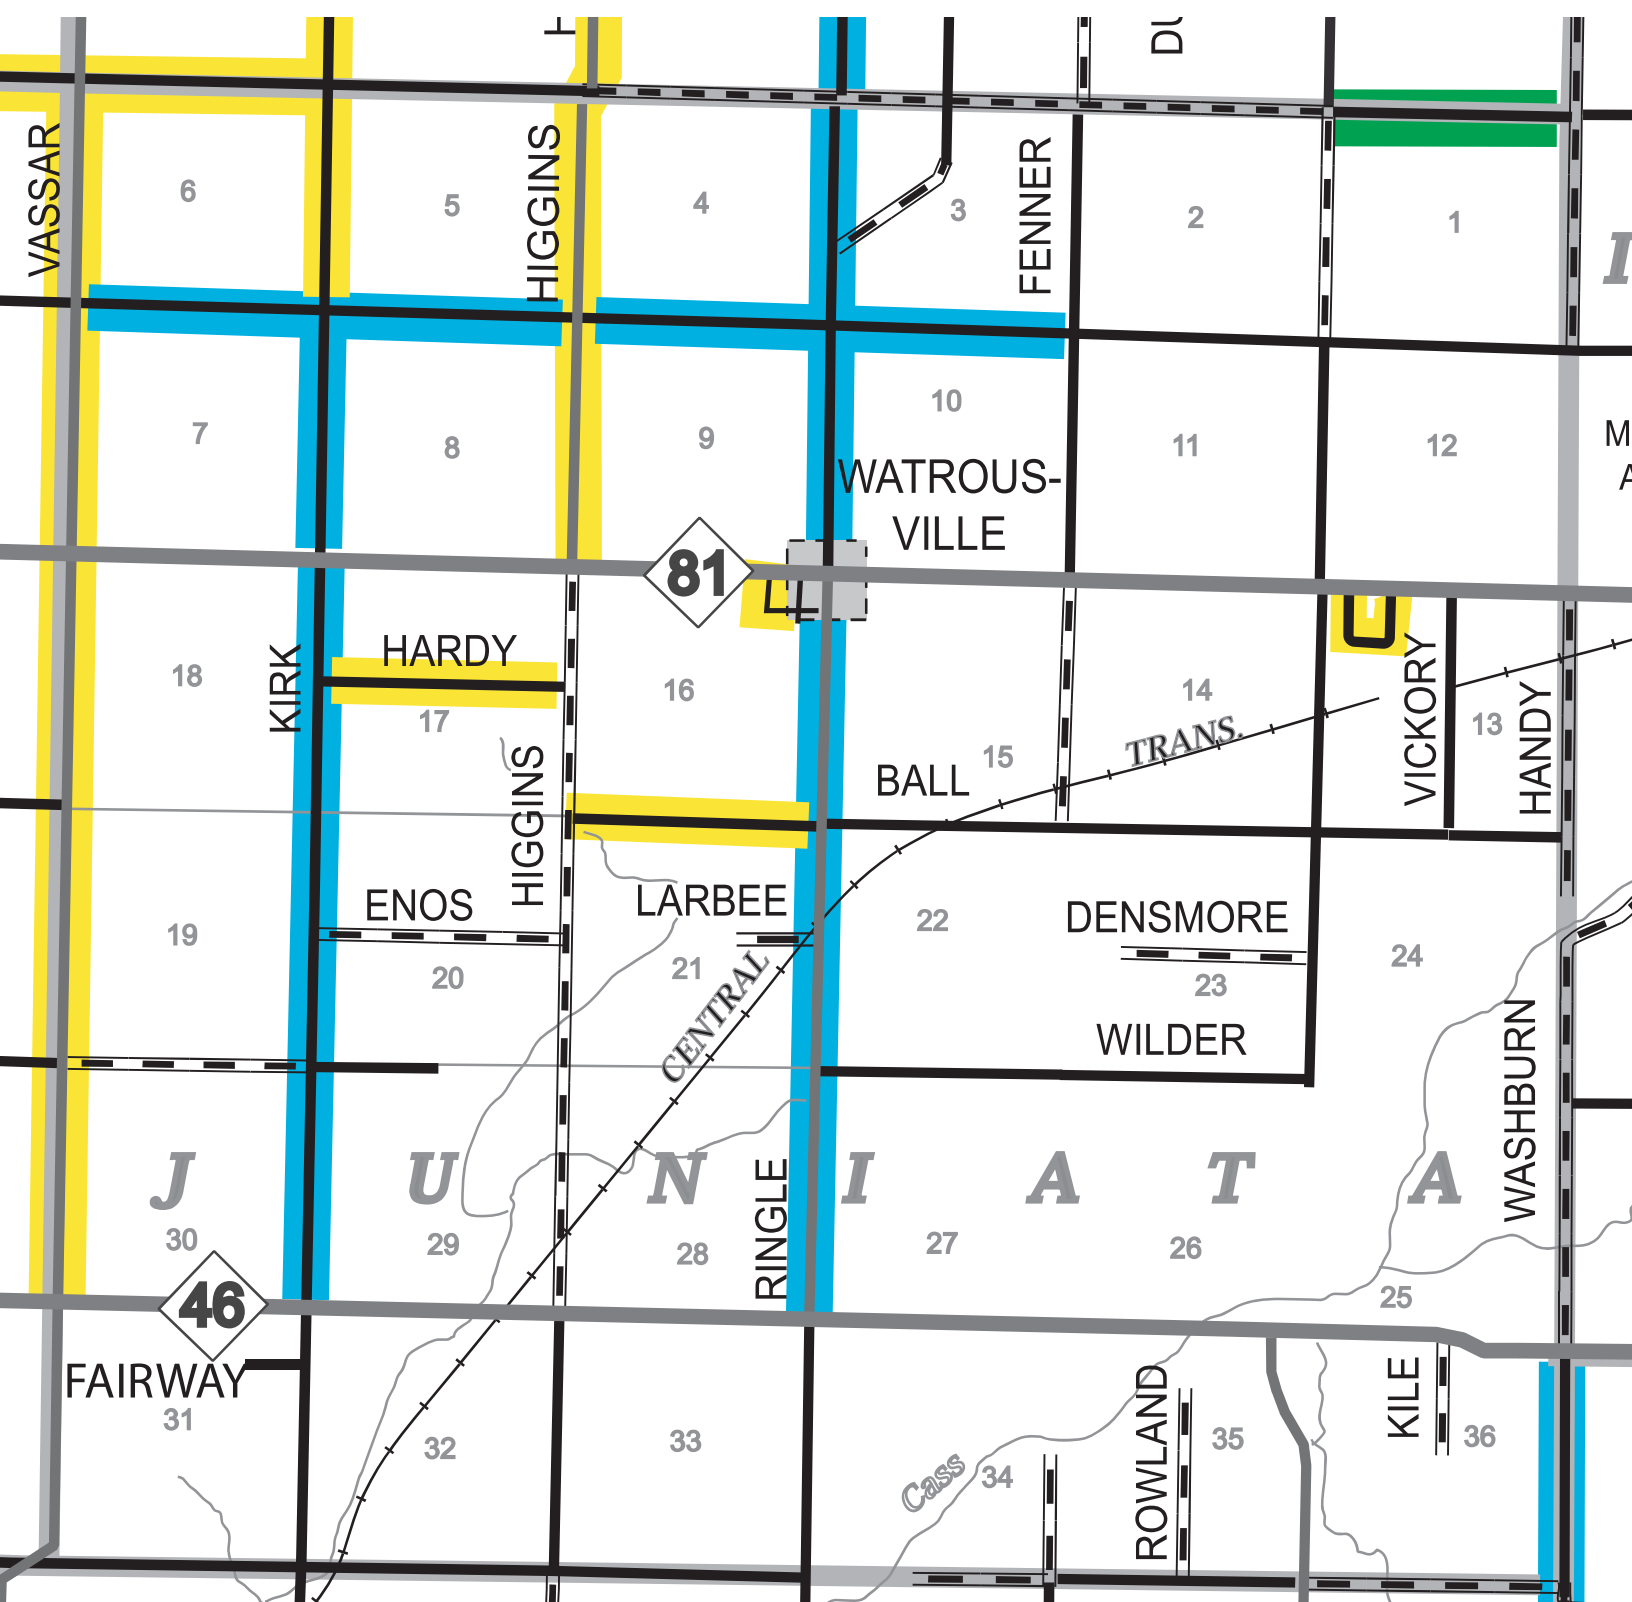 H
DU
VASSAR
HIGGINS
FENNER
6
5
4
3
2
1
I
7
8
9
10
11
12
M
A
WATROUS-
VILLE
81
HARDY
KIRK
18
17
16
15
14
13
TRANS.
VICKORY
HANDY
HIGGINS
BALL
ENOS
LARBEE
DENSMORE
19
20
21
22
23
24
CENTRAL
WILDER
WASHBURN
J U N I A T A
RINGLE
30
29
28
27
26
25
46
FAIRWAY
31
32
33
34
35
36
Cass
ROWLAND
KILE